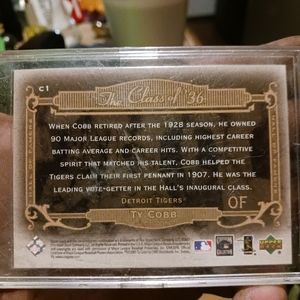 C1
The Class of '36
When Cobb retired after the 1928 season, he owned
90 Major League records, including highest career
batting average and career hits. With a competitive
spirit that matched his talent, Cobb helped the
Tigers claim their first pennant in 1907. He was the
leading vote-getter in the Hall's inaugural class.
Detroit Tigers
OF
Ty Cobb
UPPER DECK